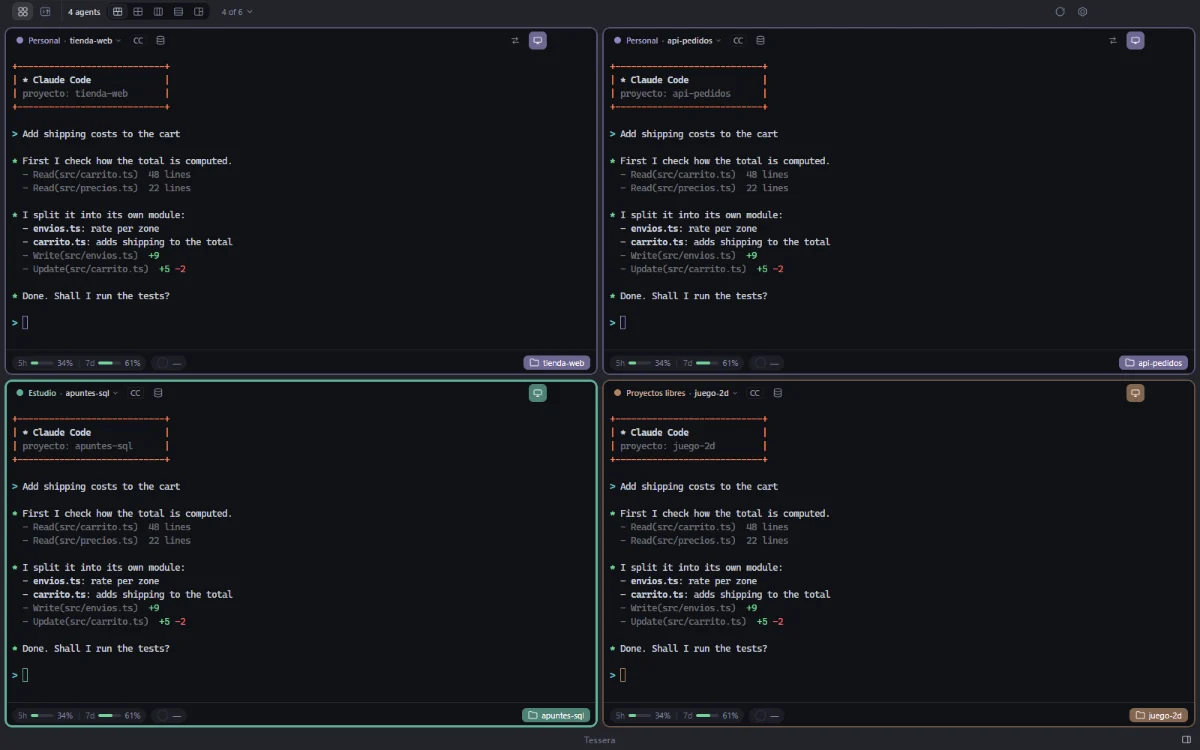 4 agents 4 of 6
Personal · tienda-web CC
* Claude Code
proyecto: tienda-web
> Add shipping costs to the cart
* First I check how the total is computed.
– Read(src/carrito.ts) 48 lines
– Read(src/precios.ts) 22 lines
* I split it into its own module:
– envios.ts: rate per zone
– carrito.ts: adds shipping to the total
– Write(src/envios.ts) +9
– Update(src/carrito.ts) +5 −2
* Done. Shall I run the tests?
>
5h 34% 7d 61% — tienda-web
Personal · api-pedidos CC
* Claude Code
proyecto: api-pedidos
> Add shipping costs to the cart
* First I check how the total is computed.
– Read(src/carrito.ts) 48 lines
– Read(src/precios.ts) 22 lines
* I split it into its own module:
– envios.ts: rate per zone
– carrito.ts: adds shipping to the total
– Write(src/envios.ts) +9
– Update(src/carrito.ts) +5 −2
* Done. Shall I run the tests?
>
5h 34% 7d 61% — api-pedidos
Estudio · apuntes-sql CC
* Claude Code
proyecto: apuntes-sql
> Add shipping costs to the cart
* First I check how the total is computed.
– Read(src/carrito.ts) 48 lines
– Read(src/precios.ts) 22 lines
* I split it into its own module:
– envios.ts: rate per zone
– carrito.ts: adds shipping to the total
– Write(src/envios.ts) +9
– Update(src/carrito.ts) +5 −2
* Done. Shall I run the tests?
>
5h 34% 7d 61% — apuntes-sql
Proyectos libres · juego-2d CC
* Claude Code
proyecto: juego-2d
> Add shipping costs to the cart
* First I check how the total is computed.
– Read(src/carrito.ts) 48 lines
– Read(src/precios.ts) 22 lines
* I split it into its own module:
– envios.ts: rate per zone
– carrito.ts: adds shipping to the total
– Write(src/envios.ts) +9
– Update(src/carrito.ts) +5 −2
* Done. Shall I run the tests?
>
5h 34% 7d 61% — juego-2d
Tessera